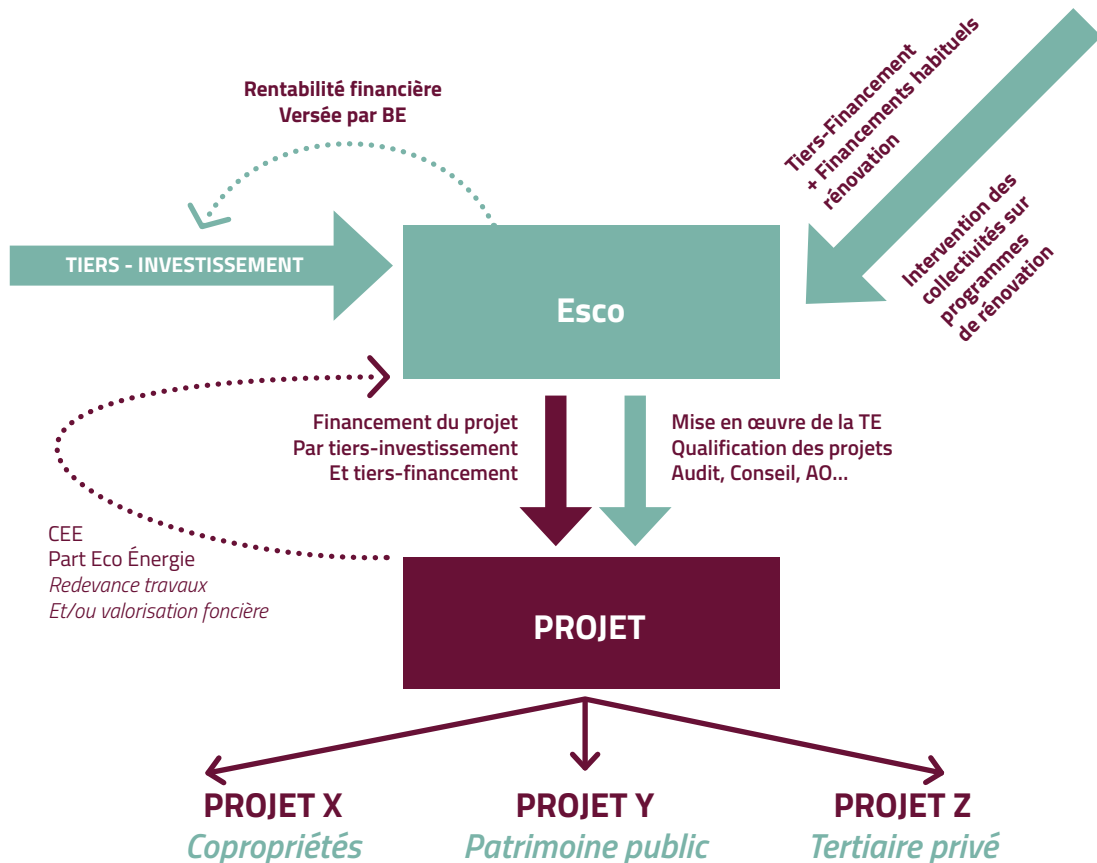 Rentabilité financière
Versée par BE
Tiers-Financement
+ Financements habituels
rénovation
Intervention des
collectivités sur
programmes
de rénovation
TIERS - INVESTISSEMENT
Esco
Financement du projet
Par tiers-investissement
Et tiers-financement
Mise en œuvre de la TE
Qualification des projets
Audit, Conseil, AO...
CEE
Part Eco Énergie
Redevance travaux
Et/ou valorisation foncière
PROJET
PROJET X
Copropriétés
PROJET Y
Patrimoine public
PROJET Z
Tertiaire privé